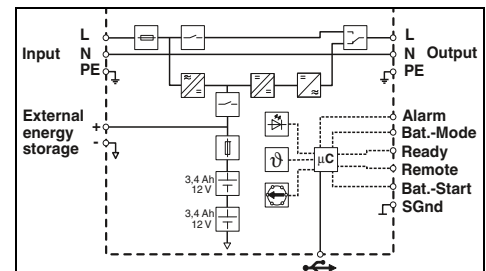 L
L
Input
N
N
Output
PE
PE
External
energy
storage
+
-
Alarm
Bat.-Mode
Ready
Remote
Bat.-Start
SGnd
ϑ
µC
3,4 Ah
12 V
3,4 Ah
12 V